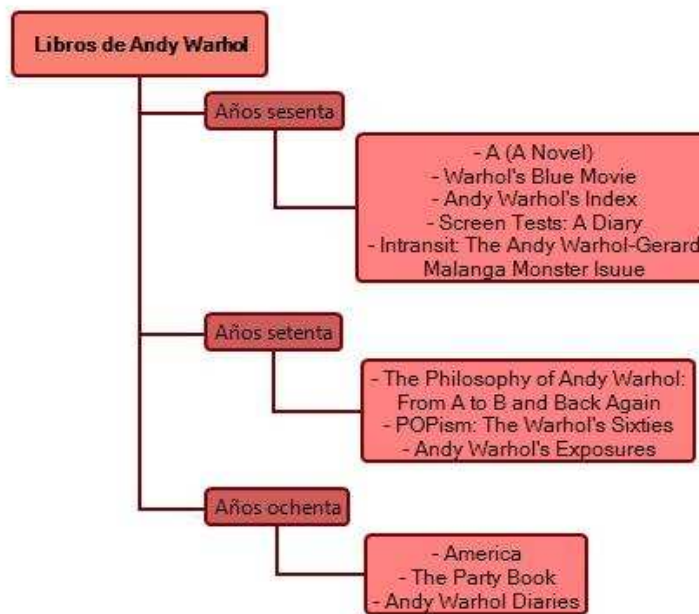 Libros de Andy Warhol
Años sesenta
- A (A Novel)
- Warhol's Blue Movie
- Andy Warhol's Index
- Screen Tests: A Diary
- Intransit: The Andy Warhol-Gerard
Malanga Monster Isuue
Años setenta
- The Philosophy of Andy Warhol:
From A to B and Back Again
- POPism: The Warhol's Sixties
- Andy Warhol's Exposures
Años ochenta
- America
- The Party Book
- Andy Warhol Diaries